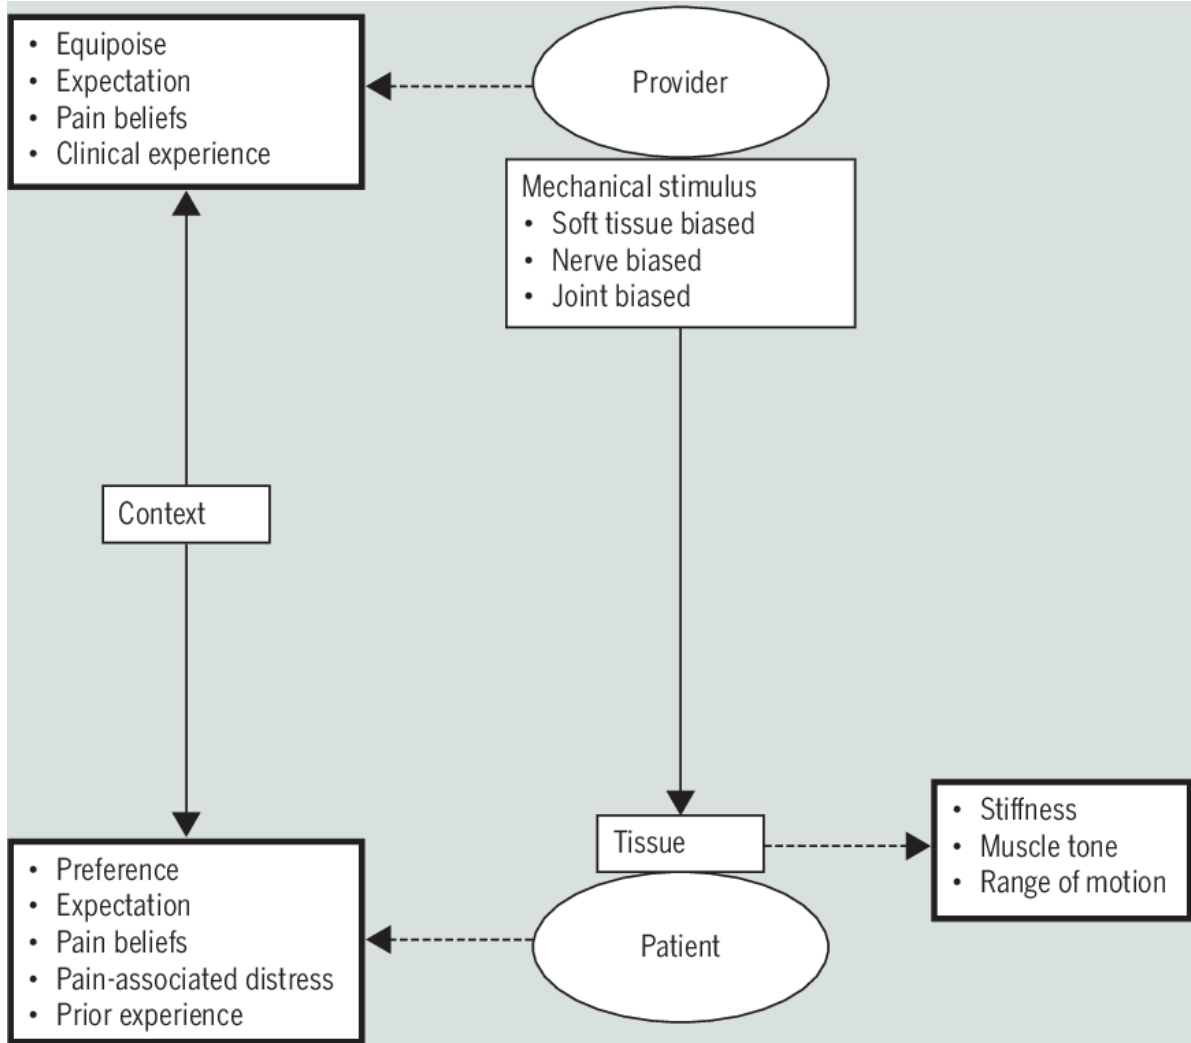 • Equipoise
• Expectation
• Pain beliefs
• Clinical experience
Provider
Mechanical stimulus
• Soft tissue biased
• Nerve biased
• Joint biased
Context
Tissue
• Stiffness
• Muscle tone
• Range of motion
• Preference
• Expectation
• Pain beliefs
• Pain-associated distress
• Prior experience
Patient